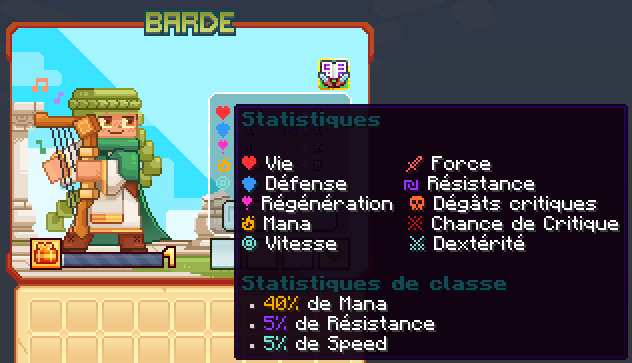 BARDE
Statistiques
Vie
Force
Défense
Résistance
Régénération
Dégâts critiques
Mana
Chance de Critique
Vitesse
Dextérité
1
Statistiques de classe
• 40% de Mana
• 5% de Résistance
• 5% de Speed